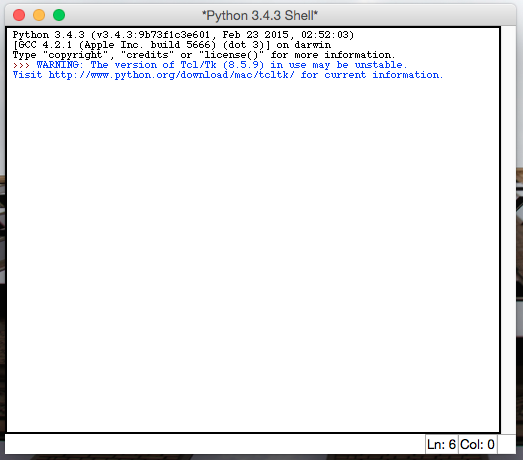 *Python 3.4.3 Shell*
Python 3.4.3 (v3.4.3:9b73f1c3e601, Feb 23 2015, 02:52:03)
[GCC 4.2.1 (Apple Inc. build 5666) (dot 3)] on darwin
Type "copyright", "credits" or "license()" for more information.
>>> WARNING: The version of Tcl/Tk (8.5.9) in use may be unstable.
Visit http://www.python.org/download/mac/tcltk/ for current information.
Ln: 6 Col: 0